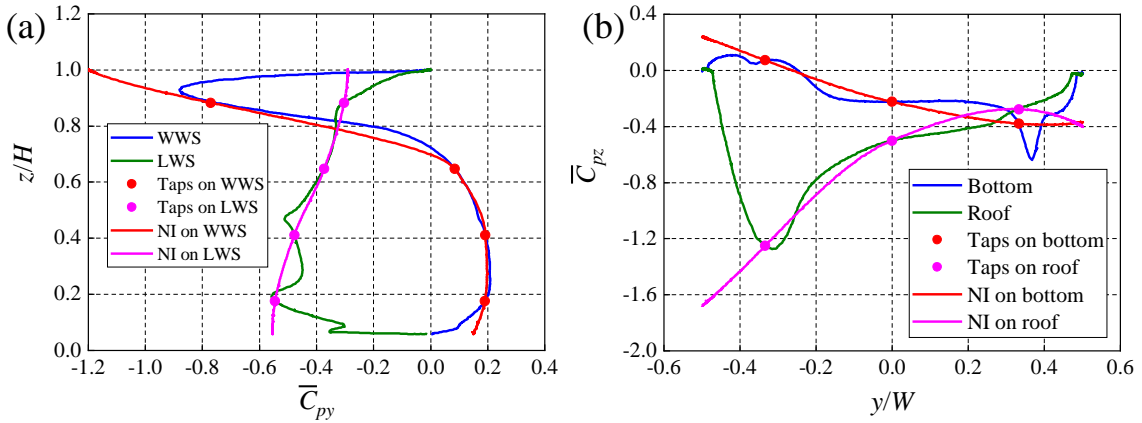 (a)
1.2
1.0
0.8
0.6
0.4
0.2
0.0
z/H
WWS
LWS
Taps on WWS
Taps on LWS
NI on WWS
NI on LWS
-1.2 -1.0 -0.8 -0.6 -0.4 -0.2 0.0 0.2 0.4
C̅py
(b)
0.4
0.0
-0.4
-0.8
-1.2
-1.6
-2.0
C̅pz
Bottom
Roof
Taps on bottom
Taps on roof
NI on bottom
NI on roof
-0.6 -0.4 -0.2 0.0 0.2 0.4 0.6
y/W